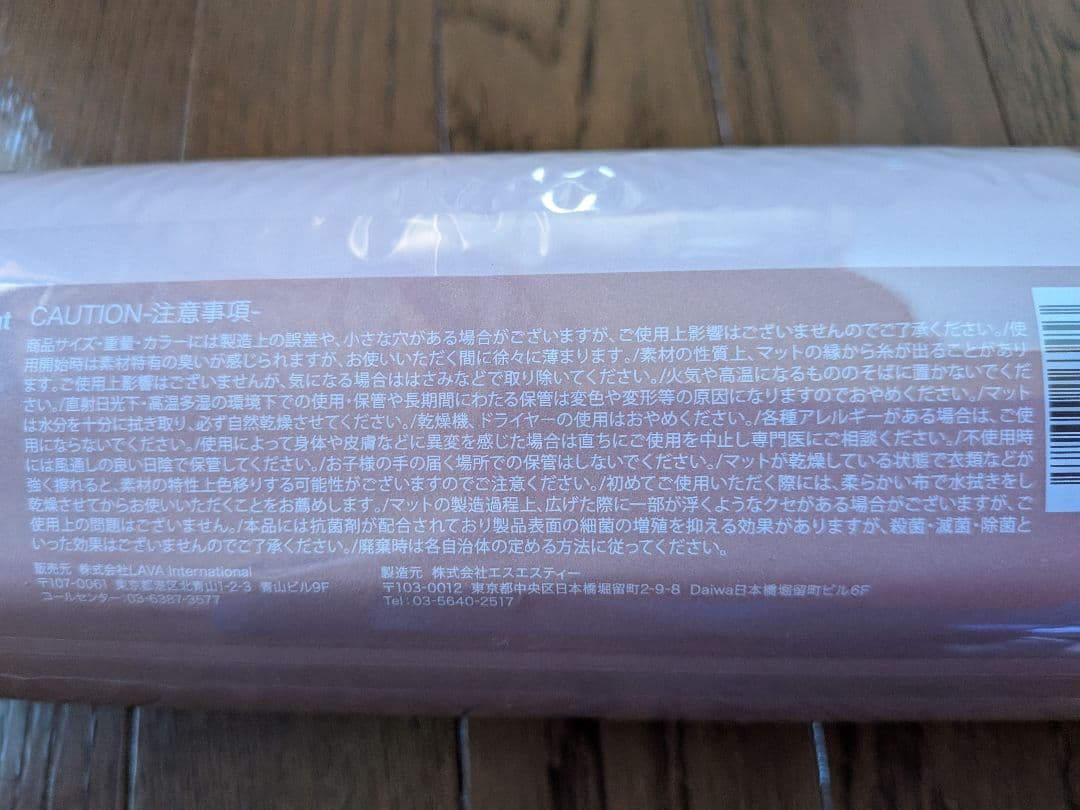 CAUTION-注意事項-
商品サイズ・重量・カラーには製造上の誤差や、小さな穴がある場合がございますが、ご使用上影響はございませんのでご了承ください。/使
用開始時は素材特有の臭いが感じられますが、お使いいただく間に徐々に薄まります。/素材の性質上、マットの縁から糸が出ることがあり
ます。ご使用上影響はございませんが、気になる場合ははさみなどで取り除いてください。/火気や高温になるもののそばに置かないでくだ
さい。/直射日光下・高温多湿の環境下での使用・保管や長期間にわたる保管は変色や変形等の原因になりますのでおやめください。/マット
は水分を十分に拭き取り、必ず自然乾燥させてください。/乾燥機、ドライヤーの使用はおやめください。/各種アレルギーがある場合は、ご使
用にならないでください。/使用によって身体や皮膚などに異変を感じた場合は直ちにご使用を中止し専門医にご相談ください。/不使用時
には風通しの良い日陰で保管してください。/お子様の手の届く場所での保管はしないでください。/マットが乾燥している状態で衣類などが
強く擦れると、素材の特性上色移りする可能性がございますのでご注意ください。/初めてご使用いただく際には、柔らかい布で水拭きをし
乾燥させてからお使いいただくことをお薦めします。/マットの製造過程上、広げた際に一部が浮くようなクセがある場合がございますが、ご
使用上の問題はございません。/本品には抗菌剤が配合されており製品表面の細菌の増殖を抑える効果がありますが、殺菌・滅菌・除菌と
いった効果はございませんのでご了承ください。/廃棄時は各自治体の定める方法に従ってください。
販売元 株式会社LAVA International
〒107-0061 東京都港区北青山1-2-3 青山ビル9F
コールセンター:03-6387-3577
製造元 株式会社エスエスティー
〒103-0012 東京都中央区日本橋堀留町2-9-8 Daiwa日本橋堀留町ビル6F
Tel:03-5640-2517